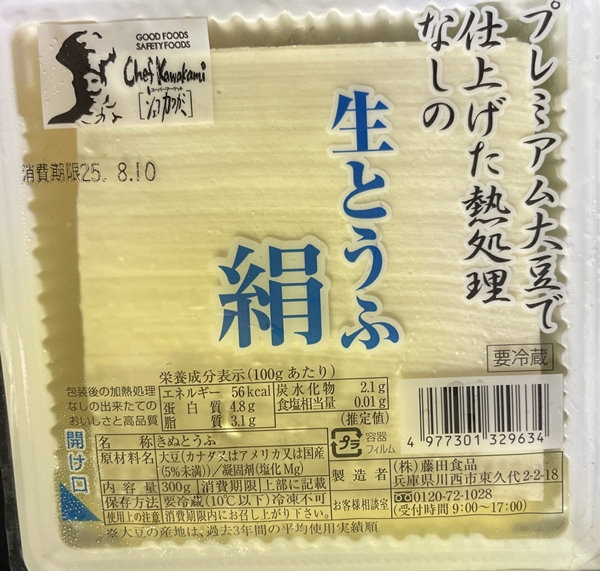 GOOD FOODS
SAFETY FOODS
Chef Kawakami
スーパーマーケット
消費期限25. 8.10
プレミアム大豆で
仕上げた熱処理
なしの
生とうふ
絹
要冷蔵
栄養成分表示(100gあたり)
エネルギー 56kcal
蛋白質 4.8g
脂質 3.1g
炭水化物 2.1g
食塩相当量 0.01g
(推定値)
包装後の加熱処理
なしの出来たての
おいしさと高品質
開け口
名称 きぬとうふ
原材料名 大豆(カナダ又はアメリカ又は国産
(5%未満))/凝固剤(塩化Mg)
内容量 300g 消費期限 上部に記載
保存方法 要冷蔵(10℃以下)冷凍不可
使用上の注意 消費期限内にお召し上がり下さい。
※大豆の産地は、過去3年間の平均使用実績順
プラ
容器
フィルム
4 977301 329634
製造者 (株)藤田食品
兵庫県川西市東久代2-2-18
お客様相談室 0120-72-1028
(受付時間 9:00〜17:00)